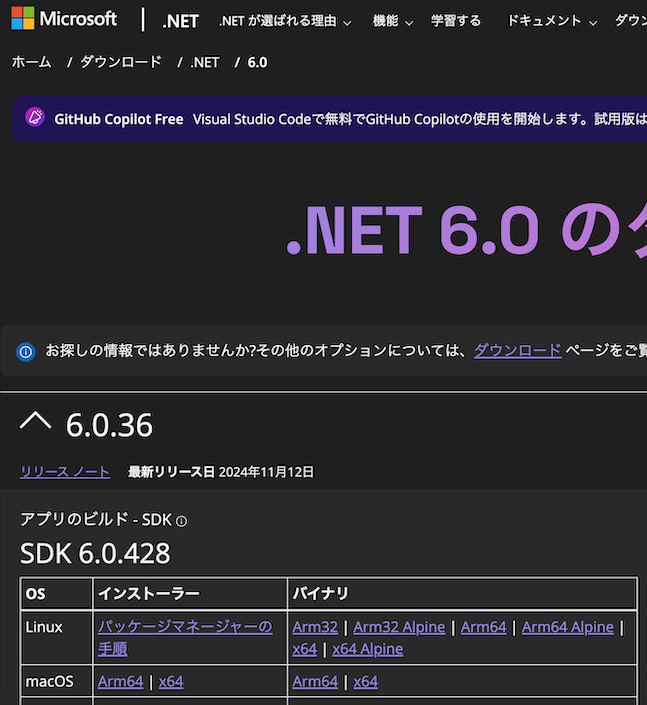 Microsoft | .NET .NET が選ばれる理由 機能 学習する ドキュメント ダウン
ホーム / ダウンロード / .NET / 6.0
GitHub Copilot Free Visual Studio Codeで無料でGitHub Copilotの使用を開始します。試用版は
.NET 6.0 のダ
お探しの情報ではありませんか?その他のオプションについては、ダウンロード ページをご覧
6.0.36
リリース ノート 最新リリース日 2024年11月12日
アプリのビルド - SDK
SDK 6.0.428
OS インストーラー バイナリ
Linux パッケージマネージャーの手順 Arm32 | Arm32 Alpine | Arm64 | Arm64 Alpine |
x64 | x64 Alpine
macOS Arm64 | x64 Arm64 | x64